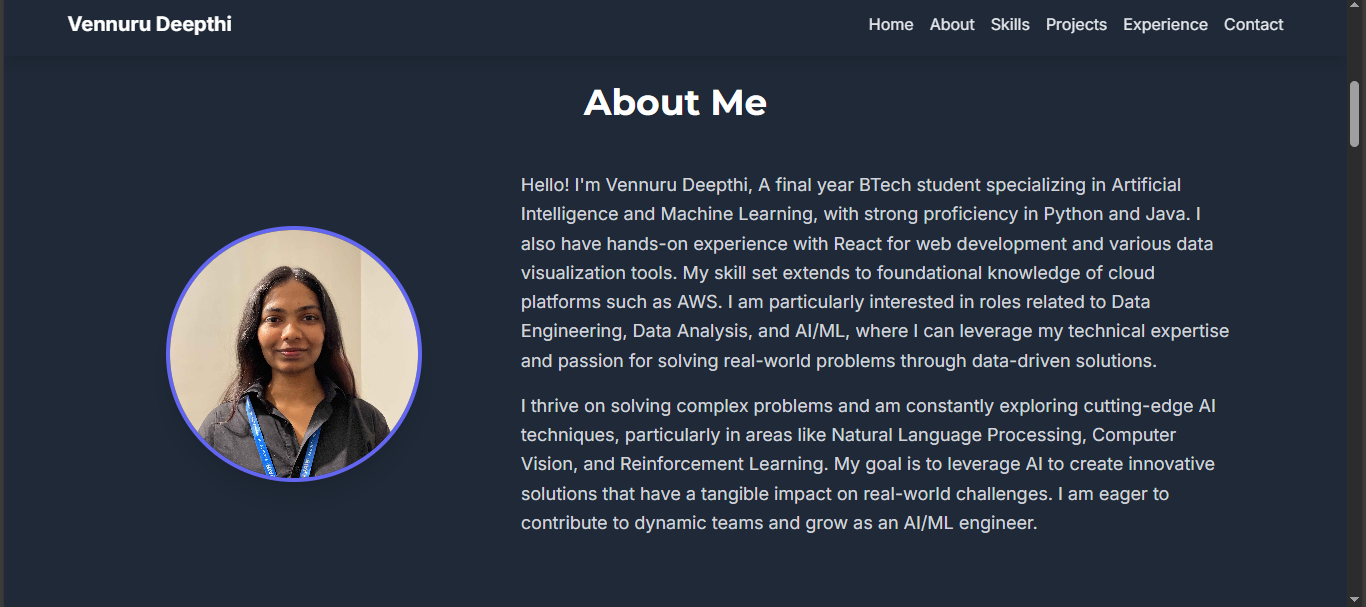 Vennuru Deepthi
Home About Skills Projects Experience Contact
About Me
Hello! I'm Vennuru Deepthi, A final year BTech student specializing in Artificial
Intelligence and Machine Learning, with strong proficiency in Python and Java. I
also have hands-on experience with React for web development and various data
visualization tools. My skill set extends to foundational knowledge of cloud
platforms such as AWS. I am particularly interested in roles related to Data
Engineering, Data Analysis, and AI/ML, where I can leverage my technical expertise
and passion for solving real-world problems through data-driven solutions.
I thrive on solving complex problems and am constantly exploring cutting-edge AI
techniques, particularly in areas like Natural Language Processing, Computer
Vision, and Reinforcement Learning. My goal is to leverage AI to create innovative
solutions that have a tangible impact on real-world challenges. I am eager to
contribute to dynamic teams and grow as an AI/ML engineer.